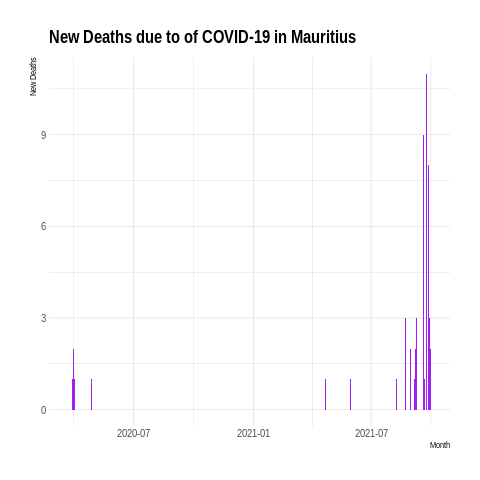 New Deaths due to of COVID-19 in Mauritius
New Deaths
9
6
3
0
2020-07
2021-01
2021-07
Month